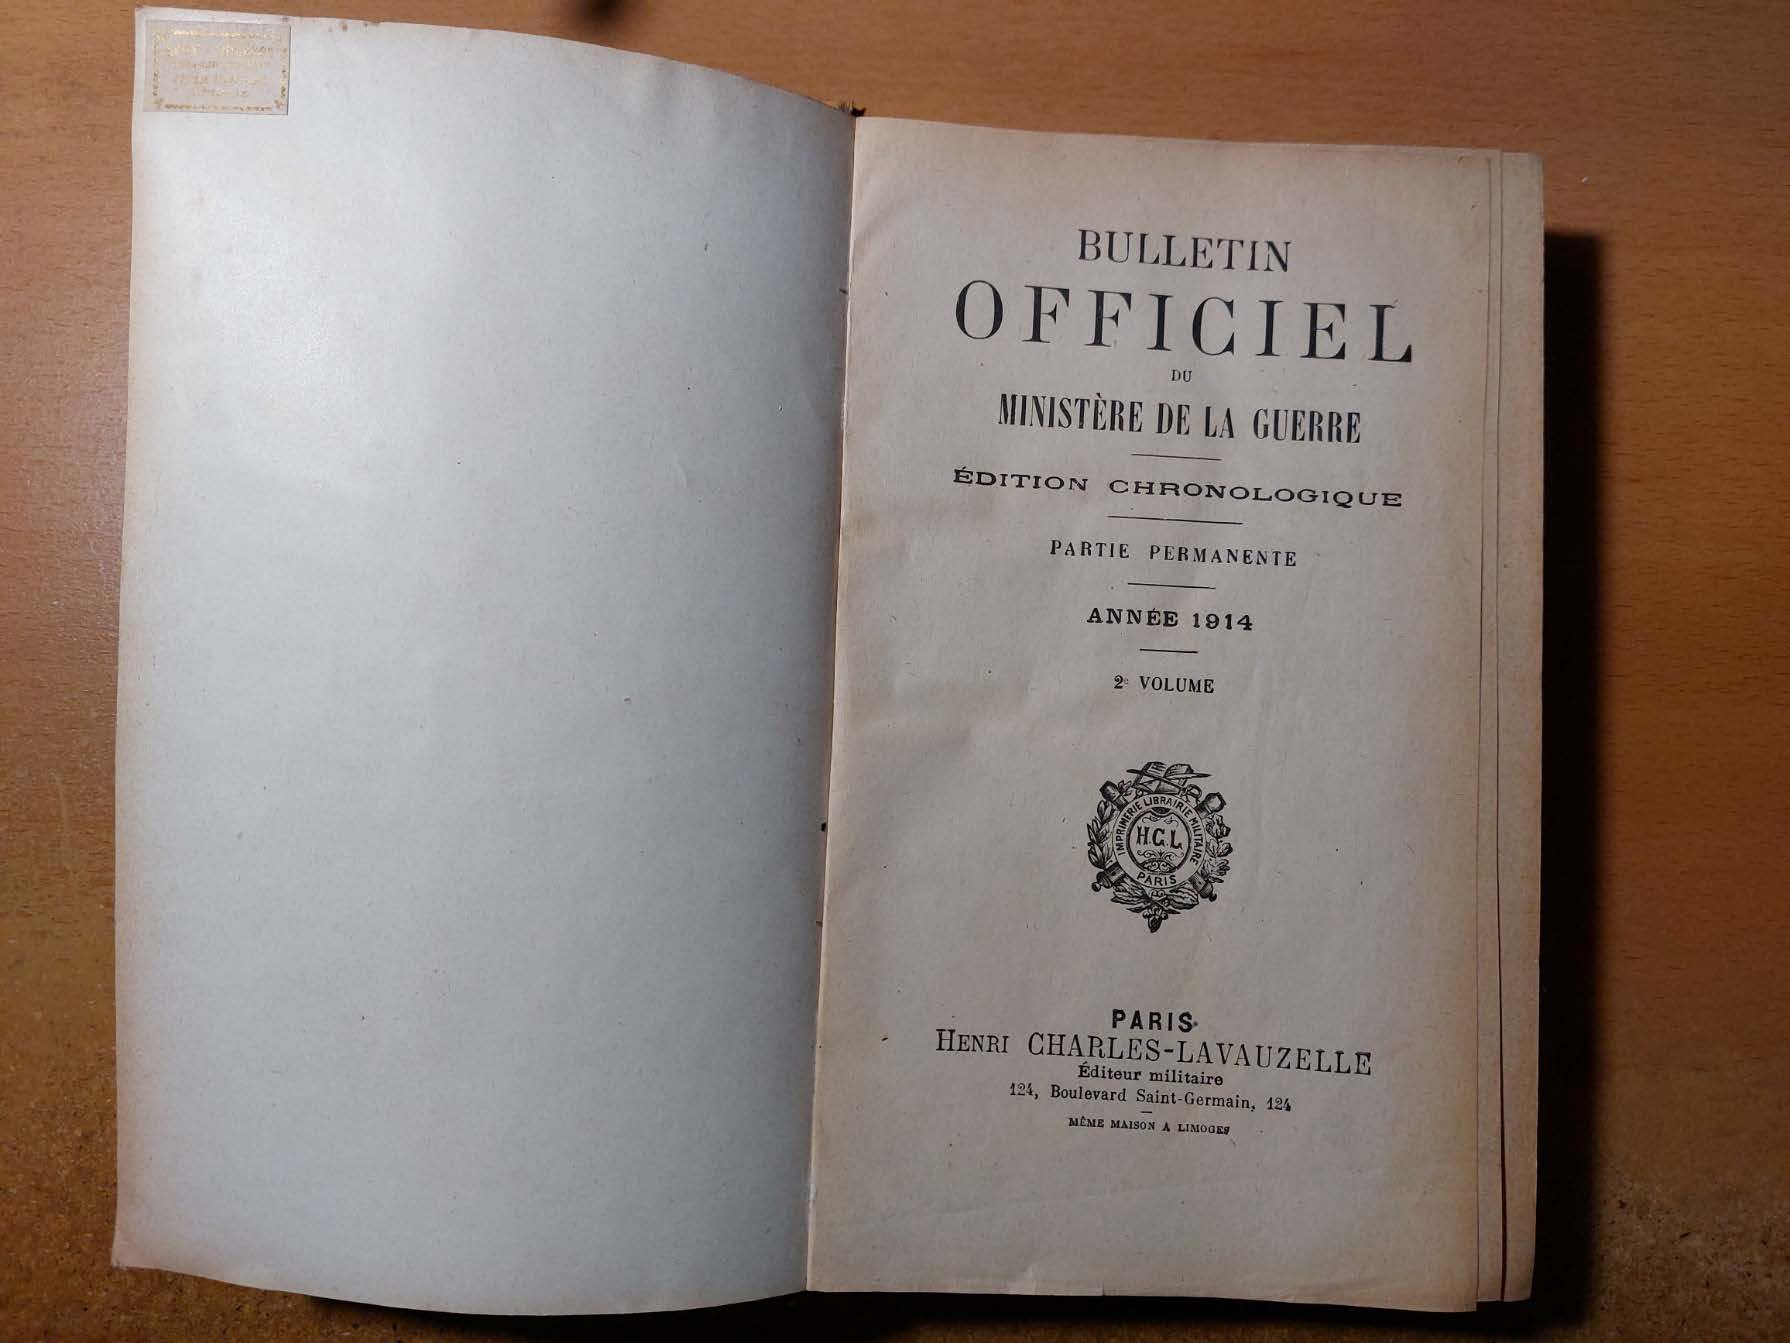 BULLETIN
OFFICIEL
DU
MINISTÈRE DE LA GUERRE
ÉDITION CHRONOLOGIQUE
PARTIE PERMANENTE
ANNÉE 1914
2e VOLUME
IMPRIMERIE LIBRAIRIE MILITAIRE
H.C.L.
PARIS
PARIS
HENRI CHARLES-LAVAUZELLE
Éditeur militaire
124, Boulevard Saint-Germain, 124
MÊME MAISON A LIMOGES